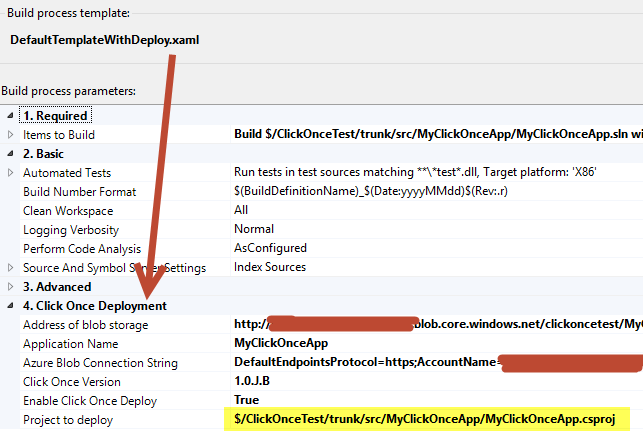 Build process template:
DefaultTemplateWithDeploy.xaml
Build process parameters:
1. Required
Items to Build Build $/ClickOnceTest/trunk/src/MyClickOnceApp/MyClickOnceApp.sln wi
2. Basic
Automated Tests Run tests in test sources matching **\*test*.dll, Target platform: 'X86'
Build Number Format $(BuildDefinitionName)_$(Date:yyyyMMdd)$(Rev:.r)
Clean Workspace All
Logging Verbosity Normal
Perform Code Analysis AsConfigured
Source And Symbol Server Settings Index Sources
3. Advanced
4. Click Once Deployment
Address of blob storage http:// .blob.core.windows.net/clickoncetest/My
Application Name MyClickOnceApp
Azure Blob Connection String DefaultEndpointsProtocol=https;AccountName=
Click Once Version 1.0.J.B
Enable Click Once Deploy True
Project to deploy $/ClickOnceTest/trunk/src/MyClickOnceApp/MyClickOnceApp.csproj